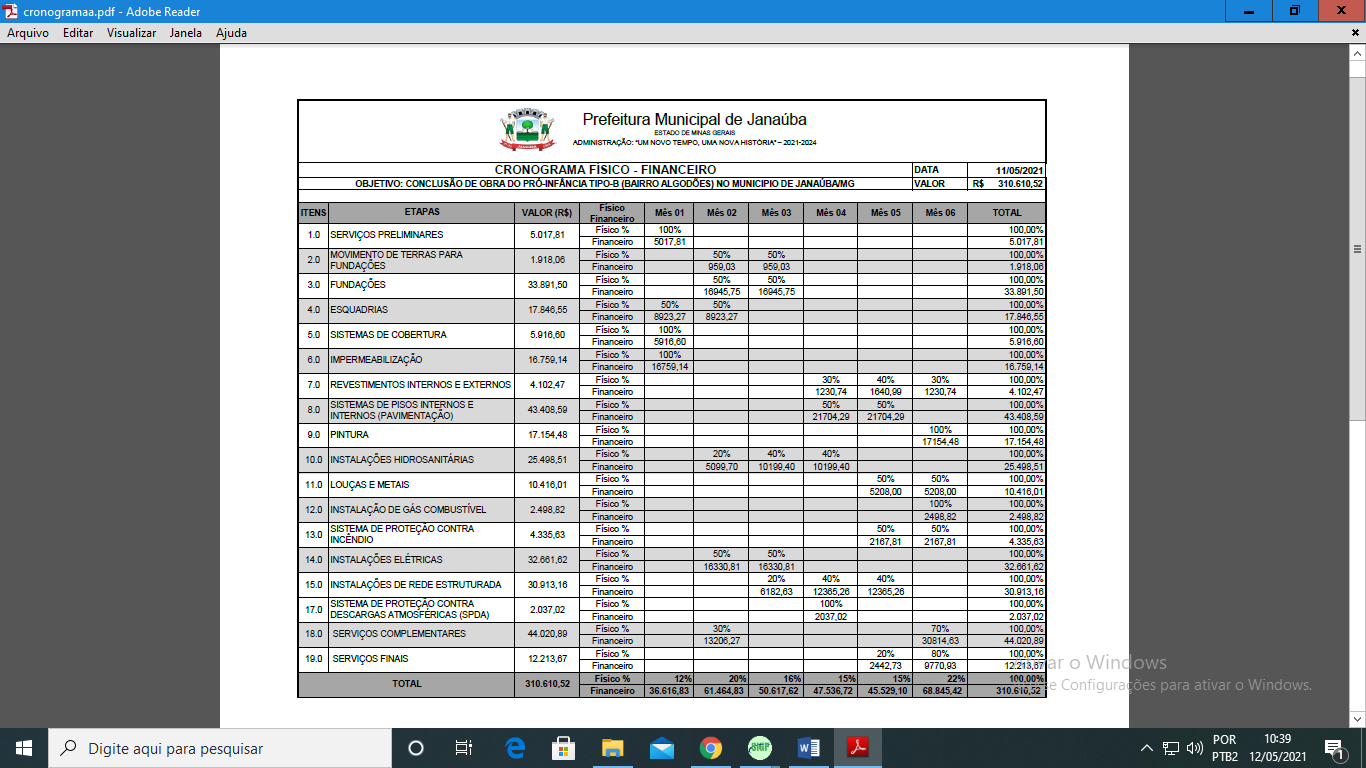 cronogramaa.pdf - Adobe Reader
Arquivo Editar Visualizar Janela Ajuda
Prefeitura Municipal de Janaúba
ESTADO DE MINAS GERAIS
ADMINISTRAÇÃO: "UM NOVO TEMPO, UMA NOVA HISTÓRIA" – 2021-2024
CRONOGRAMA FÍSICO - FINANCEIRO DATA 11/05/2021
OBJETIVO: CONCLUSÃO DE OBRA DO PRÓ-INFÂNCIA TIPO-B (BAIRRO ALGODÕES) NO MUNICIPIO DE JANAÚBA/MG VALOR R$ 310.610,52
ITENS ETAPAS VALOR (R$) Físico Financeiro Mês 01 Mês 02 Mês 03 Mês 04 Mês 05 Mês 06 TOTAL
1.0 SERVIÇOS PRELIMINARES 5.017,81 Físico % 100% 100,00%
Financeiro 5017,81 5.017,81
2.0 MOVIMENTO DE TERRAS PARA FUNDAÇÕES 1.918,06 Físico % 50% 50% 100,00%
Financeiro 959,03 959,03 1.918,06
3.0 FUNDAÇÕES 33.891,50 Físico % 50% 50% 100,00%
Financeiro 16945,75 16945,75 33.891,50
4.0 ESQUADRIAS 17.846,55 Físico % 50% 50% 100,00%
Financeiro 8923,27 8923,27 17.846,55
5.0 SISTEMAS DE COBERTURA 5.916,60 Físico % 100% 100,00%
Financeiro 5916,60 5.916,60
6.0 IMPERMEABILIZAÇÃO 16.759,14 Físico % 100% 100,00%
Financeiro 16759,14 16.759,14
7.0 REVESTIMENTOS INTERNOS E EXTERNOS 4.102,47 Físico % 30% 40% 30% 100,00%
Financeiro 1230,74 1640,99 1230,74 4.102,47
8.0 SISTEMAS DE PISOS INTERNOS E INTERNOS (PAVIMENTAÇÃO) 43.408,59 Físico % 50% 50% 100,00%
Financeiro 21704,29 21704,29 43.408,59
9.0 PINTURA 17.154,48 Físico % 100% 100,00%
Financeiro 17154,48 17.154,48
10.0 INSTALAÇÕES HIDROSANITÁRIAS 25.498,51 Físico % 20% 40% 40% 100,00%
Financeiro 5099,70 10199,40 10199,40 25.498,51
11.0 LOUÇAS E METAIS 10.416,01 Físico % 50% 50% 100,00%
Financeiro 5208,00 5208,00 10.416,01
12.0 INSTALAÇÃO DE GÁS COMBUSTÍVEL 2.498,82 Físico % 100% 100,00%
Financeiro 2498,82 2.498,82
13.0 SISTEMA DE PROTEÇÃO CONTRA INCÊNDIO 4.335,63 Físico % 50% 50% 100,00%
Financeiro 2167,81 2167,81 4.335,63
14.0 INSTALAÇÕES ELÉTRICAS 32.661,62 Físico % 50% 50% 100,00%
Financeiro 16330,81 16330,81 32.661,62
15.0 INSTALAÇÕES DE REDE ESTRUTURADA 30.913,16 Físico % 20% 40% 40% 100,00%
Financeiro 6182,63 12365,26 12365,26 30.913,16
17.0 SISTEMA DE PROTEÇÃO CONTRA DESCARGAS ATMOSFÉRICAS (SPDA) 2.037,02 Físico % 100% 100,00%
Financeiro 2037,02 2.037,02
18.0 SERVIÇOS COMPLEMENTARES 44.020,89 Físico % 30% 70% 100,00%
Financeiro 13206,27 30814,63 44.020,89
19.0 SERVIÇOS FINAIS 12.213,67 Físico % 20% 80% 100,00%
Financeiro 2442,73 9770,93 12.213,67
TOTAL 310.610,52 Físico % 12% 20% 16% 15% 15% 22% 100,00%
Financeiro 36.616,83 61.464,83 50.617,62 47.536,72 45.529,10 68.845,42 310.610,52
Ativar o Windows
Acesse Configurações para ativar o Windows.
Digite aqui para pesquisar
SIGP
POR
PTB2
10:39
12/05/2021
1